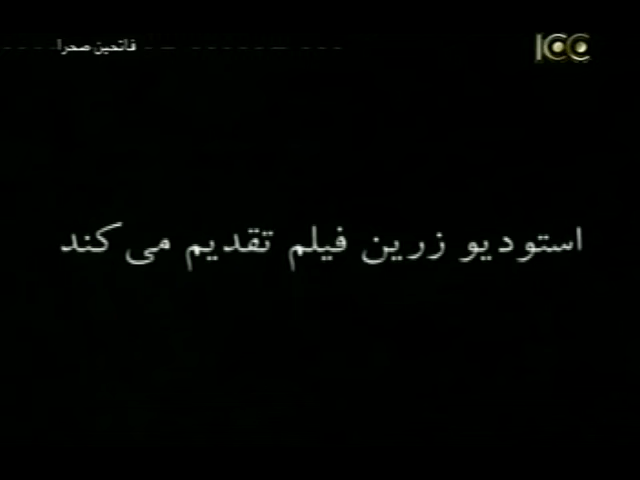 فاتحین صحرا
ICC
استودیو زرین فیلم تقدیم می کند